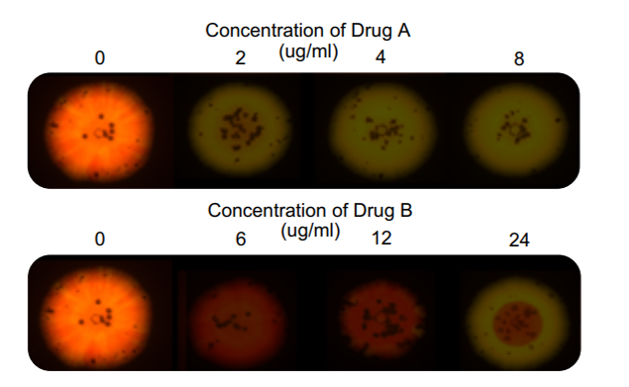 Concentration of Drug A
(ug/ml)
0 2 4 8
Concentration of Drug B
(ug/ml)
0 6 12 24